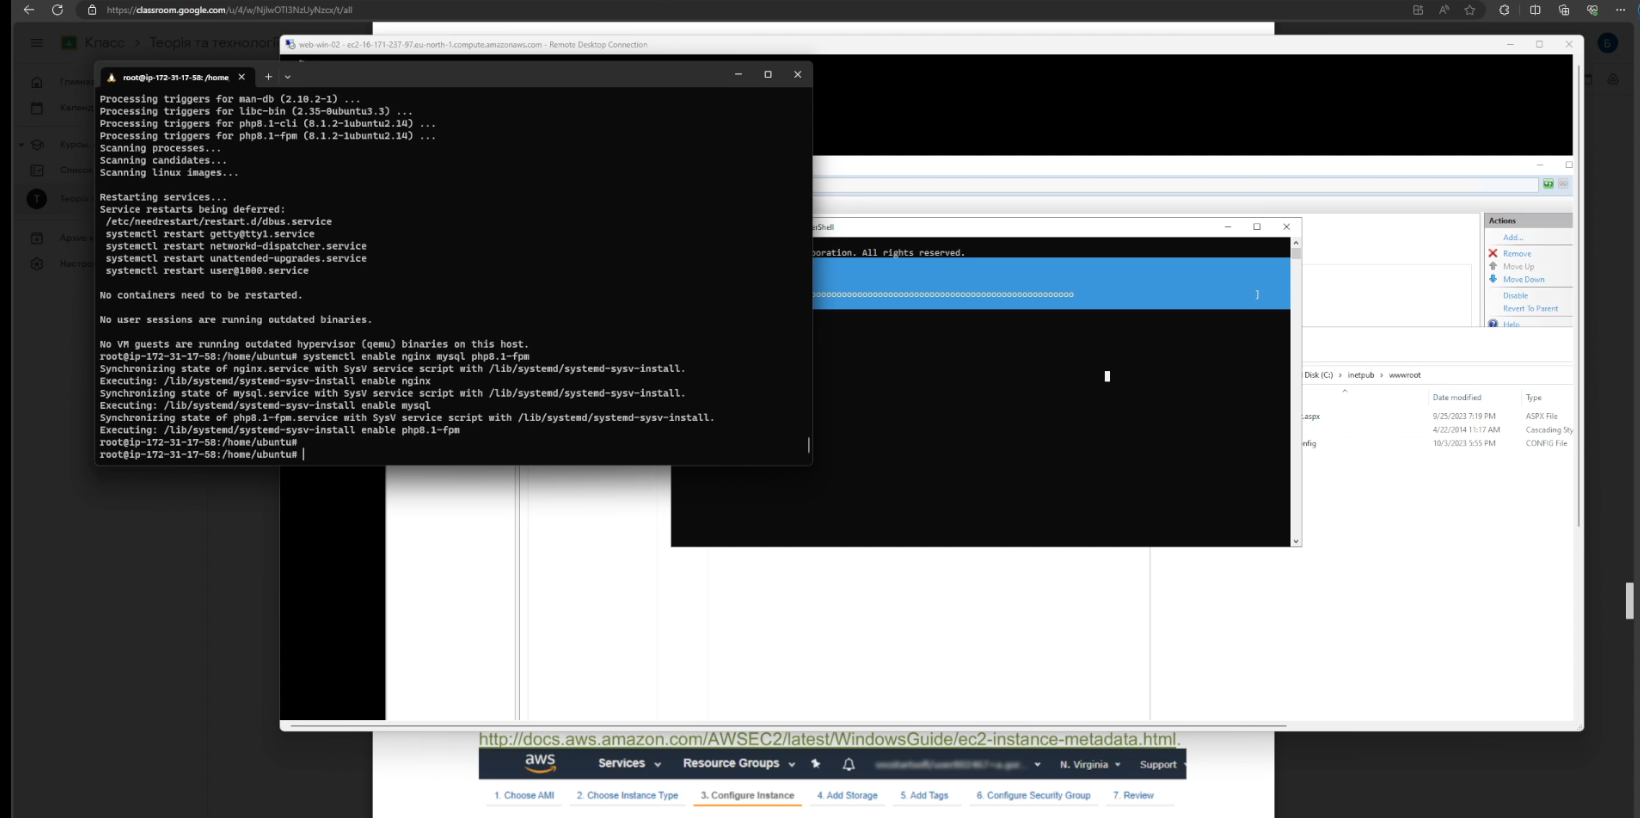 https://classroom.google.com/u/4/w/NjIwOTI3NzUyNzcx/t/all
Класс > Теорія та технології
web-win-02 - ec2-16-171-237-97.eu-north-1.compute.amazonaws.com - Remote Desktop Connection
Б
root@ip-172-31-17-58: /home
Главная
Календ
Курсы
Список
Т Теорі
Архив
Настро
Processing triggers for man-db (2.10.2-1) ...
Processing triggers for libc-bin (2.35-0ubuntu3.3) ...
Processing triggers for php8.1-cli (8.1.2-1ubuntu2.14) ...
Processing triggers for php8.1-fpm (8.1.2-1ubuntu2.14) ...
Scanning processes...
Scanning candidates...
Scanning linux images...
Restarting services...
Service restarts being deferred:
/etc/needrestart/restart.d/dbus.service
systemctl restart getty@tty1.service
systemctl restart networkd-dispatcher.service
systemctl restart unattended-upgrades.service
systemctl restart user@1000.service
No containers need to be restarted.
No user sessions are running outdated binaries.
No VM guests are running outdated hypervisor (qemu) binaries on this host.
root@ip-172-31-17-58:/home/ubuntu# systemctl enable nginx mysql php8.1-fpm
Synchronizing state of nginx.service with SysV service script with /lib/systemd/systemd-sysv-install.
Executing: /lib/systemd/systemd-sysv-install enable nginx
Synchronizing state of mysql.service with SysV service script with /lib/systemd/systemd-sysv-install.
Executing: /lib/systemd/systemd-sysv-install enable mysql
Synchronizing state of php8.1-fpm.service with SysV service script with /lib/systemd/systemd-sysv-install.
Executing: /lib/systemd/systemd-sysv-install enable php8.1-fpm
root@ip-172-31-17-58:/home/ubuntu#
root@ip-172-31-17-58:/home/ubuntu#
erShell
poration. All rights reserved.
ooooooooooooooooooooooooooooooooooooooooooooooooooooo ]
Actions
Add...
Remove
Move Up
Move Down
Disable
Revert To Parent
Help
Disk (C:) > inetpub > wwwroot
Date modified Type
.aspx 9/25/2023 7:19 PM ASPX File
4/22/2014 11:17 AM Cascading Sty
nfig 10/3/2023 5:55 PM CONFIG File
http://docs.aws.amazon.com/AWSEC2/latest/WindowsGuide/ec2-instance-metadata.html.
aws Services Resource Groups N. Virginia Support
1. Choose AMI 2. Choose Instance Type 3. Configure Instance 4. Add Storage 5. Add Tags 6. Configure Security Group 7. Review